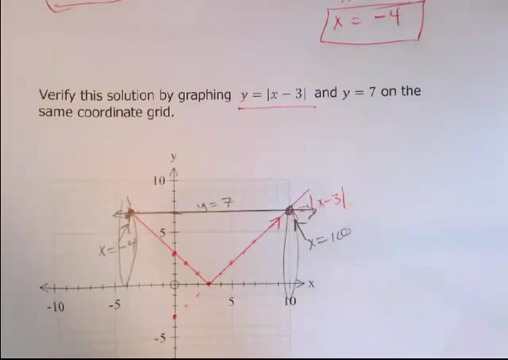 x = -4
Verify this solution by graphing y = |x − 3| and y = 7 on the
same coordinate grid.
y
10
y = 7
|x-3|
x = -4
5
x = 10
x
-10
-5
5
10
-5